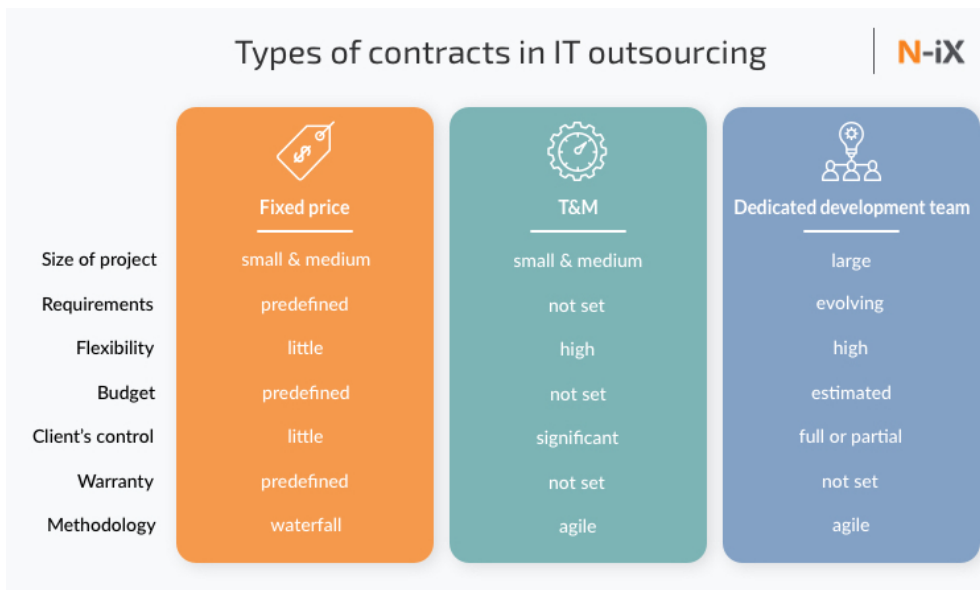 Types of contracts in IT outsourcing
N-iX
Fixed price T&M Dedicated development team
Size of project small & medium small & medium large
Requirements predefined not set evolving
Flexibility little high high
Budget predefined not set estimated
Client's control little significant full or partial
Warranty predefined not set not set
Methodology waterfall agile agile